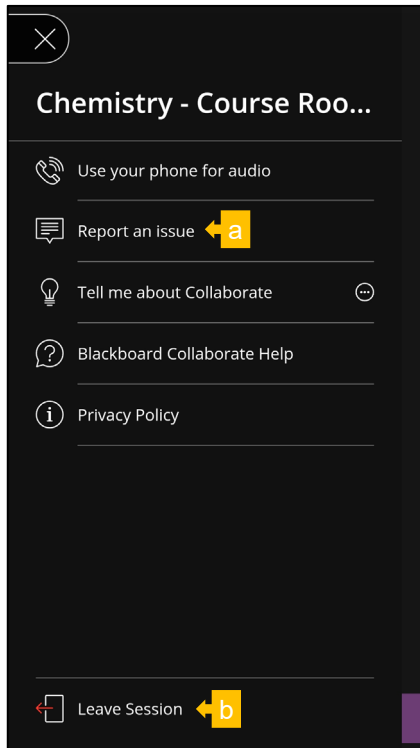 Chemistry - Course Roo...
Use your phone for audio
Report an issue a
Tell me about Collaborate
Blackboard Collaborate Help
Privacy Policy
Leave Session b